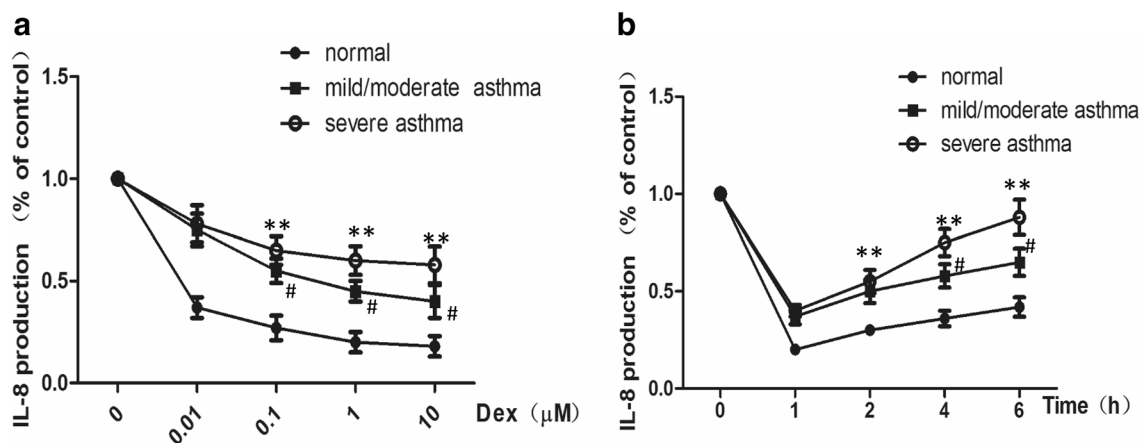 a
IL-8 production (% of control)
normal
mild/moderate asthma
severe asthma
1.5
1.0
0.5
0.0
**
**
**
#
#
#
0
0.01
0.1
1
10
Dex (μM)
b
IL-8 production (% of control)
normal
mild/moderate asthma
severe asthma
1.5
1.0
0.5
0.0
**
**
**
#
#
0
1
2
4
6
Time (h)